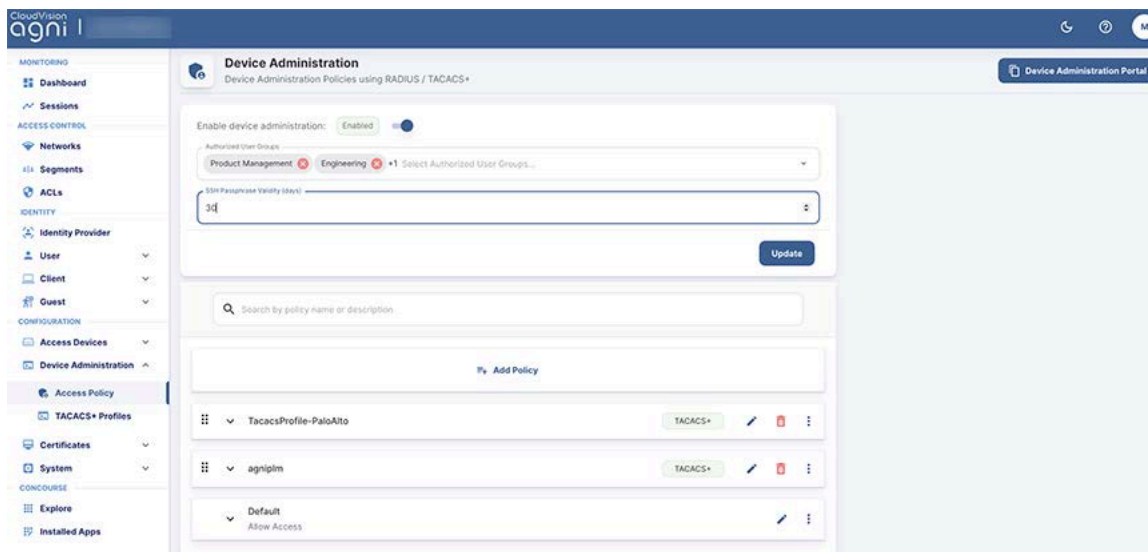 CloudVision
agni
M
MONITORING
Dashboard
Sessions
ACCESS CONTROL
Networks
Segments
ACLs
IDENTITY
Identity Provider
User
Client
Guest
CONFIGURATION
Access Devices
Device Administration
Access Policy
TACACS+ Profiles
Certificates
System
CONCOURSE
Explore
Installed Apps
Device Administration
Device Administration Policies using RADIUS / TACACS+
Device Administration Portal
Enable device administration: Enabled
Authorized User Groups
Product Management Engineering +1 Select Authorized User Groups...
SSH Passphrase Validity (days)
30
Update
Search by policy name or description
Add Policy
TacacsProfile-PaloAlto TACACS+
agniplm TACACS+
Default
Allow Access